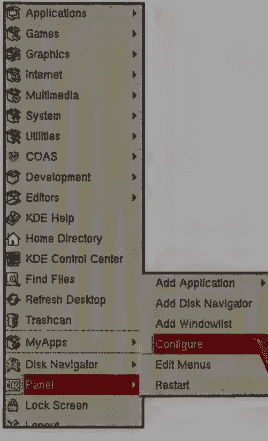 Applications
Games
Graphics
Internet
Multimedia
System
Utilities
COAS
Development
Editors
KDE Help
Home Directory
KDE Control Center
Find Files
Refresh Desktop
Trashcan
MyApps
Disk Navigator
Panel
Lock Screen
Logout
Add Application
Add Disk Navigator
Add Windowlist
Configure
Edit Menus
Restart